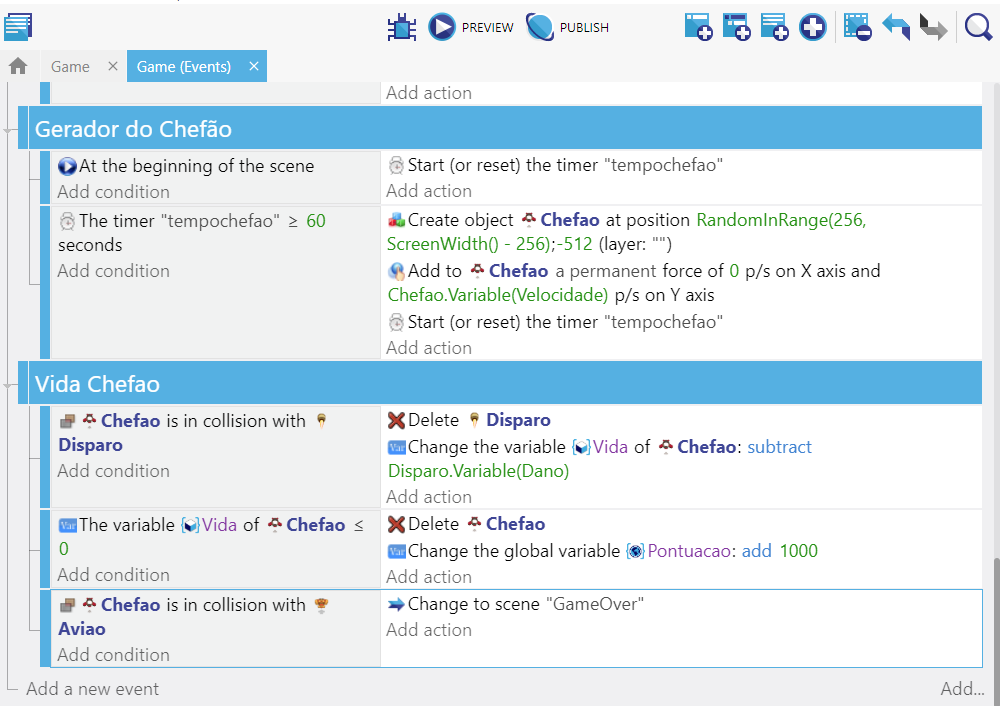 PREVIEW PUBLISH
Game Game (Events)
Add action
Gerador do Chefão
At the beginning of the scene
Add condition
Start (or reset) the timer "tempochefao"
Add action
The timer "tempochefao" ≥ 60
seconds
Add condition
Create object Chefao at position RandomInRange(256,
ScreenWidth() - 256);-512 (layer: "")
Add to Chefao a permanent force of 0 p/s on X axis and
Chefao.Variable(Velocidade) p/s on Y axis
Start (or reset) the timer "tempochefao"
Add action
Vida Chefao
Chefao is in collision with
Disparo
Add condition
Delete Disparo
Var Change the variable Vida of Chefao: subtract
Disparo.Variable(Dano)
Add action
Var The variable Vida of Chefao ≤
0
Add condition
Delete Chefao
Var Change the global variable Pontuacao: add 1000
Add action
Chefao is in collision with
Aviao
Add condition
Change to scene "GameOver"
Add action
Add a new event Add...